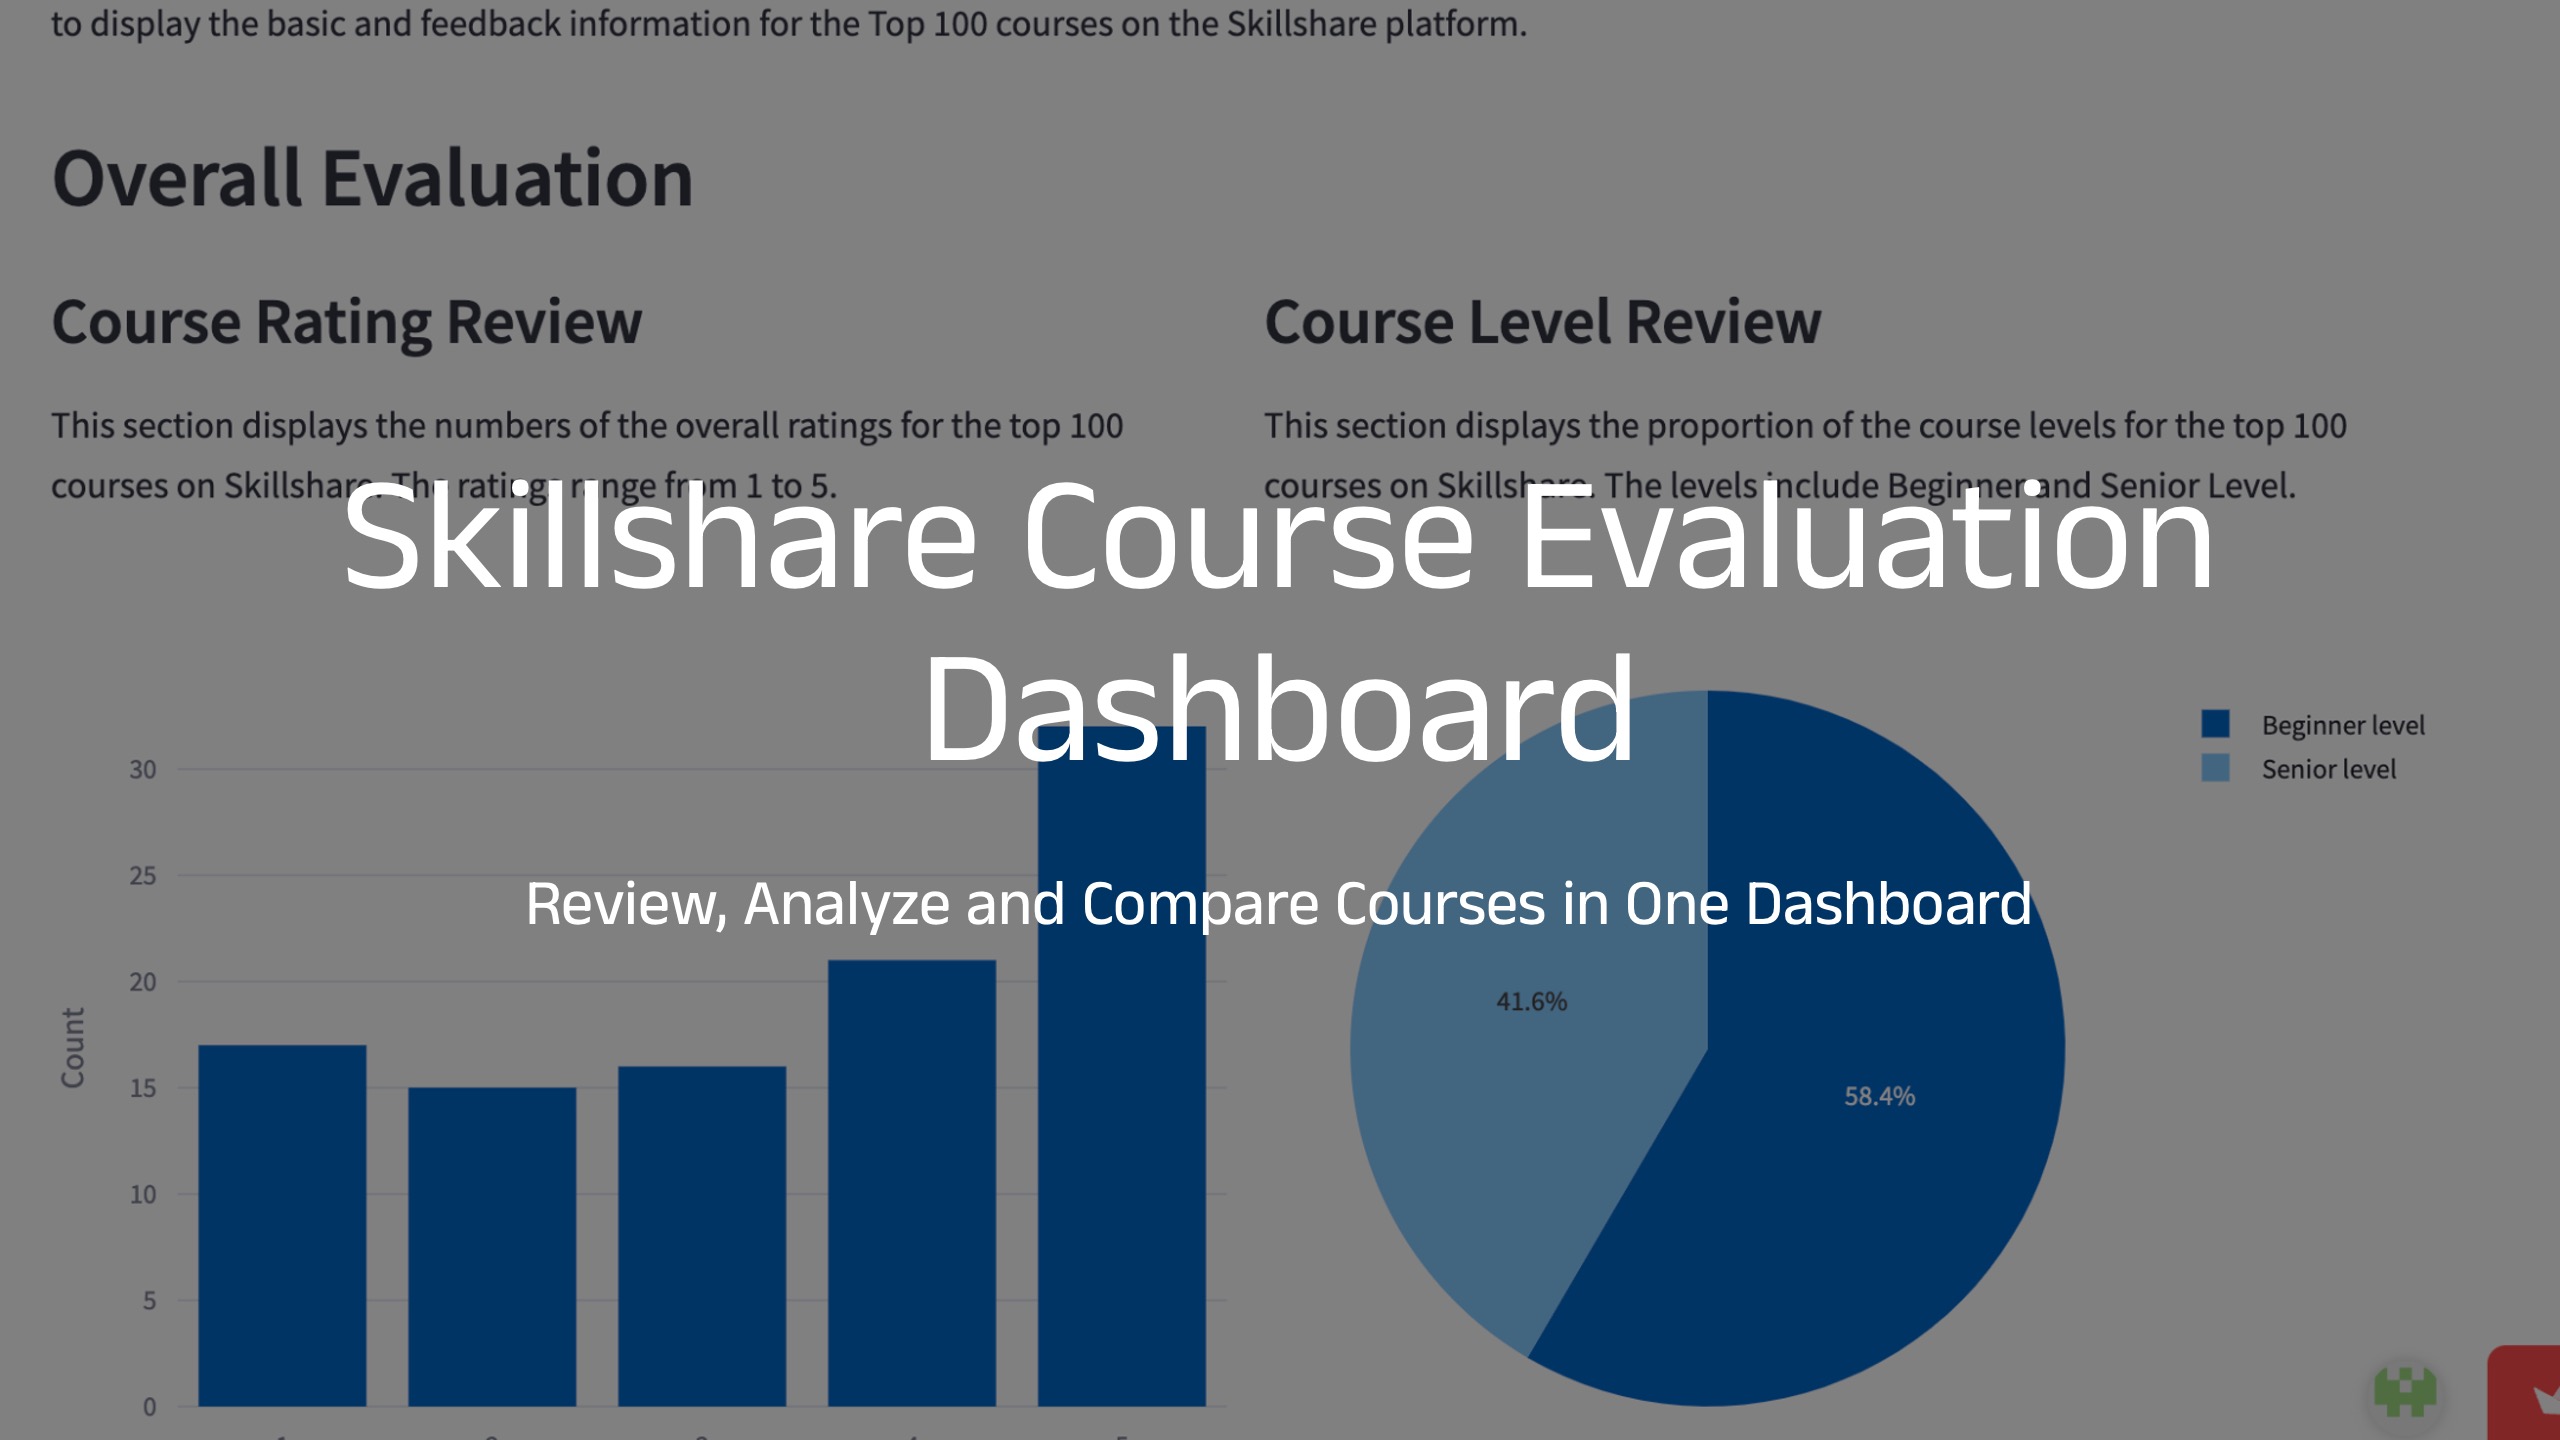 to display the basic and feedback information for the Top 100 courses on the Skillshare platform.
Overall Evaluation
Course Rating Review
This section displays the numbers of the overall ratings for the top 100
courses on Skillshare. The ratings range from 1 to 5.
Course Level Review
This section displays the proportion of the course levels for the top 100
courses on Skillshare. The levels include Beginner and Senior Level.
Skillshare Course Evaluation
Dashboard
Review, Analyze and Compare Courses in One Dashboard
Count
30
25
20
15
10
5
0
Beginner level
Senior level
41.6%
58.4%